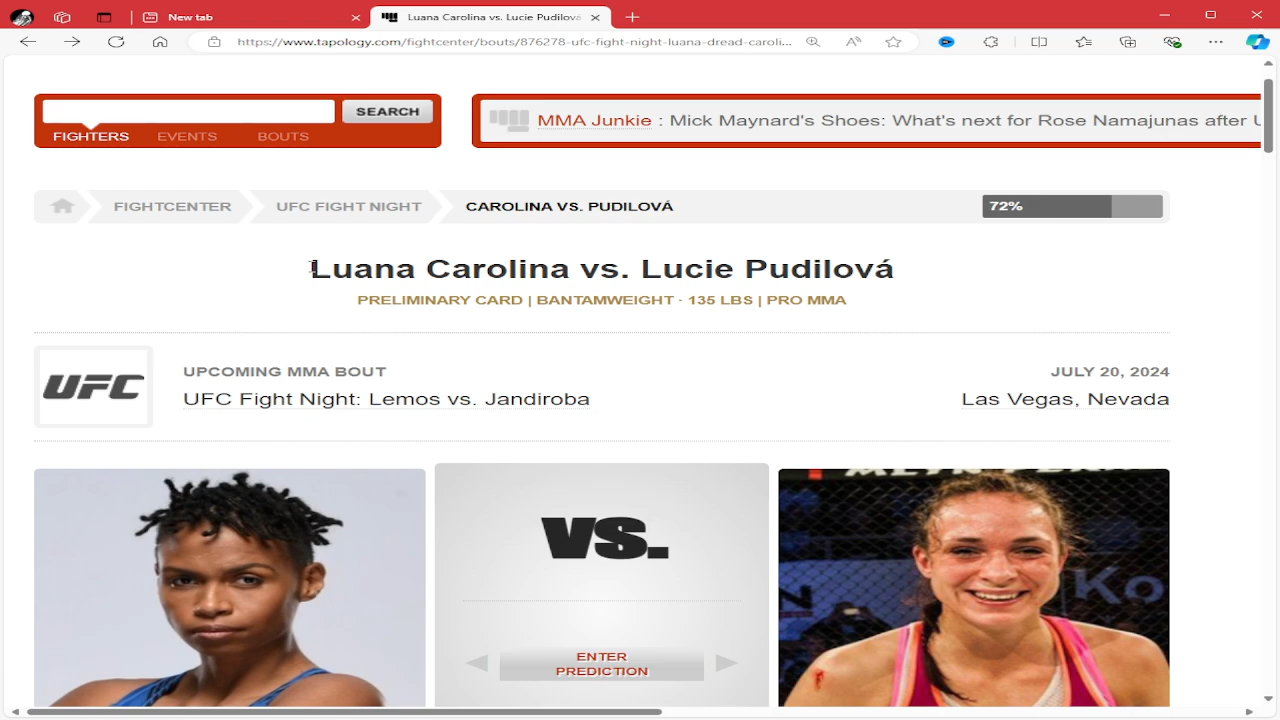 New tab
Luana Carolina vs. Lucie Pudilová
https://www.tapology.com/fightcenter/bouts/876278-ufc-fight-night-luana-dread-caroli...
SEARCH
FIGHTERS EVENTS BOUTS
MMA Junkie : Mick Maynard's Shoes: What's next for Rose Namajunas after U
FIGHTCENTER UFC FIGHT NIGHT CAROLINA VS. PUDILOVÁ 72%
Luana Carolina vs. Lucie Pudilová
PRELIMINARY CARD | BANTAMWEIGHT · 135 LBS | PRO MMA
UFC
UPCOMING MMA BOUT
UFC Fight Night: Lemos vs. Jandiroba
JULY 20, 2024
Las Vegas, Nevada
VS.
ENTER
PREDICTION
Ko